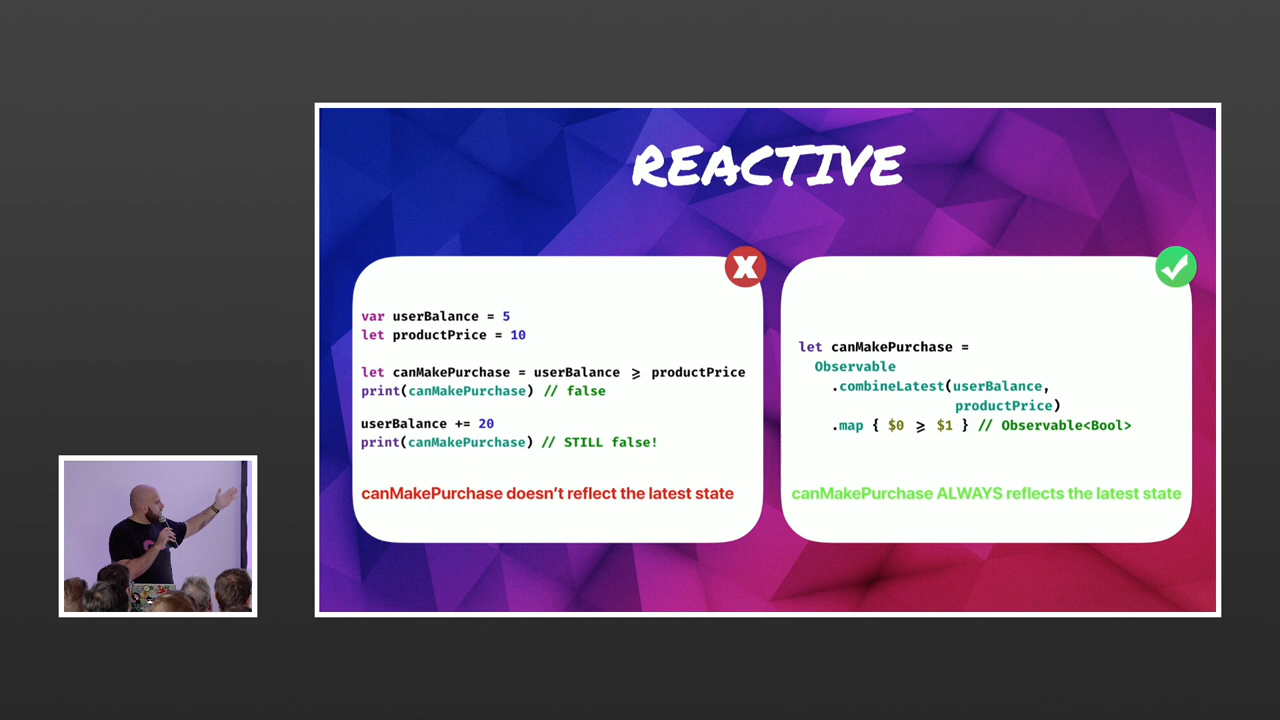 REACTIVE
X
var userBalance = 5
let productPrice = 10
let canMakePurchase = userBalance ≥ productPrice
print(canMakePurchase) // false
userBalance += 20
print(canMakePurchase) // STILL false!
canMakePurchase doesn’t reflect the latest state
let canMakePurchase =
Observable
.combineLatest(userBalance,
productPrice)
.map { $0 ≥ $1 } // Observable<Bool>
canMakePurchase ALWAYS reflects the latest state